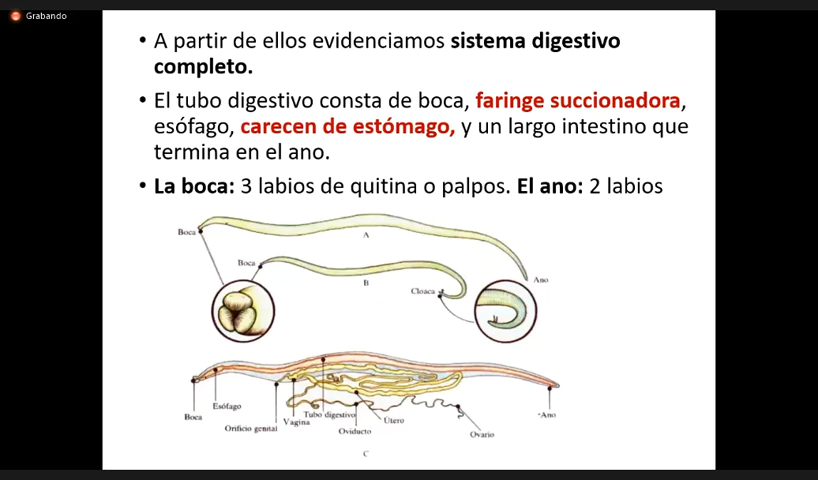 Grabando
• A partir de ellos evidenciamos sistema digestivo
completo.
• El tubo digestivo consta de boca, faringe succionadora,
esófago, carecen de estómago, y un largo intestino que
termina en el ano.
• La boca: 3 labios de quitina o palpos. El ano: 2 labios
Boca
A
Boca
B
Cloaca
Ano
Boca
Esófago
Orificio genital
Vagina
Tubo digestivo
Oviducto
Útero
Ovario
Ano
C